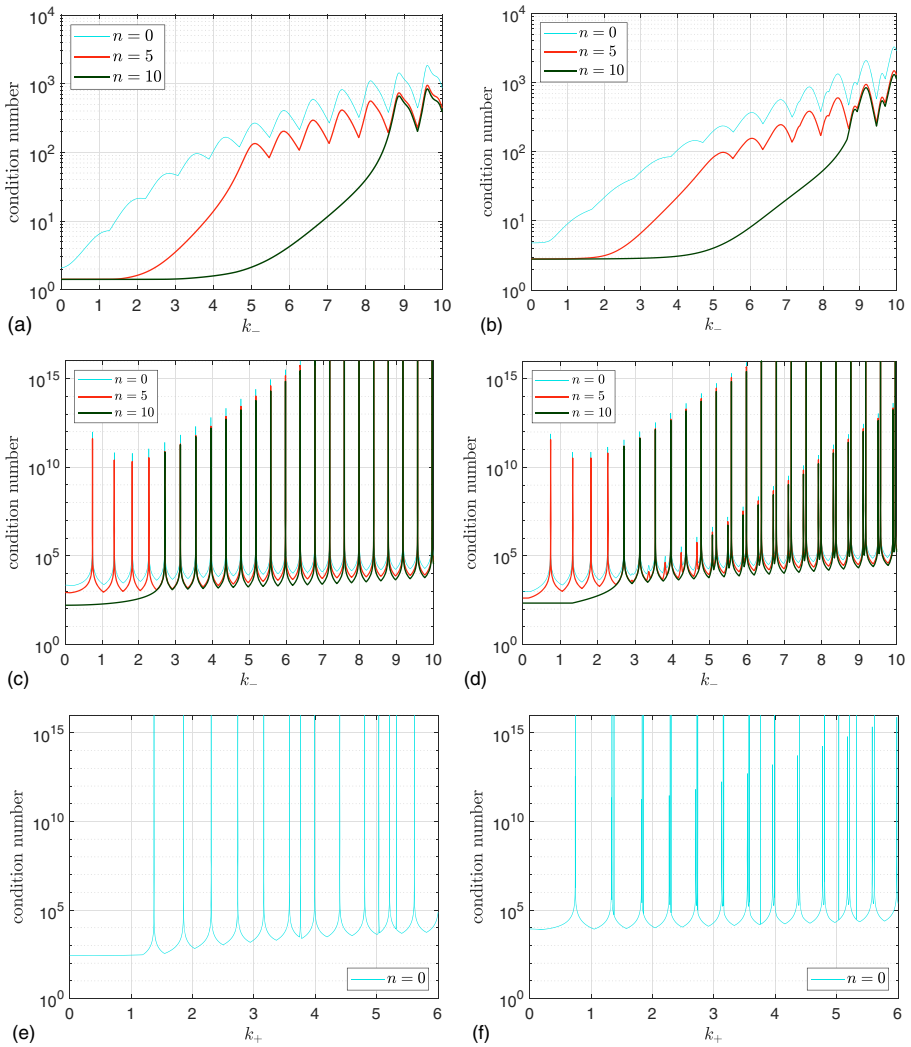 10^4
10^3
10^2
10^1
10^0
condition number
n = 0
n = 5
n = 10
0 1 2 3 4 5 6 7 8 9 10
k_−
(a)
10^4
10^3
10^2
10^1
10^0
condition number
n = 0
n = 5
n = 10
0 1 2 3 4 5 6 7 8 9 10
k_−
(b)
10^15
10^10
10^5
10^0
condition number
n = 0
n = 5
n = 10
0 1 2 3 4 5 6 7 8 9 10
k_−
(c)
10^15
10^10
10^5
10^0
condition number
n = 0
n = 5
n = 10
0 1 2 3 4 5 6 7 8 9 10
k_−
(d)
10^15
10^10
10^5
10^0
condition number
n = 0
0 1 2 3 4 5 6
k_+
(e)
10^15
10^10
10^5
10^0
condition number
n = 0
0 1 2 3 4 5 6
k_+
(f)